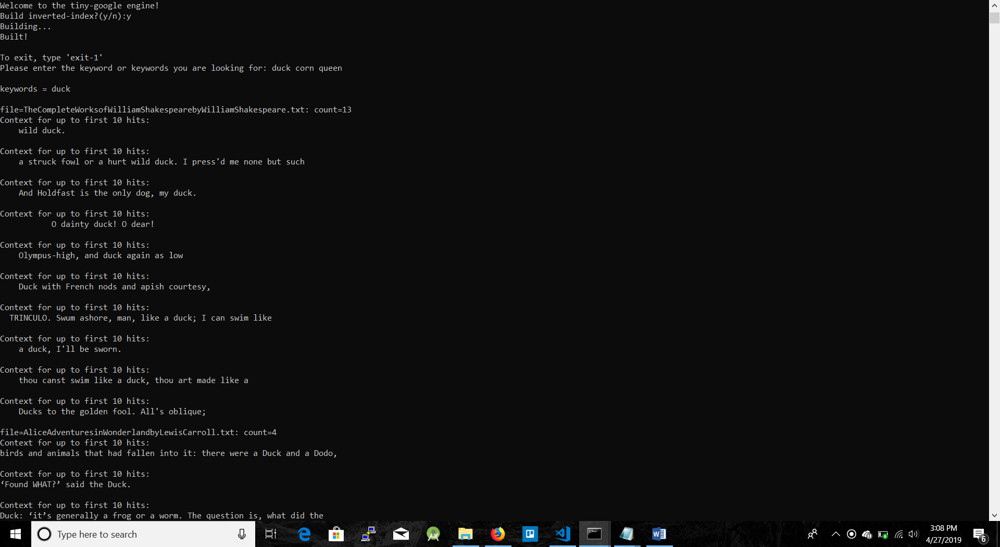 Welcome to the tiny-google engine!
Build inverted-index?(y/n):y
Building...
Built!
To exit, type 'exit-1'
Please enter the keyword or keywords you are looking for: duck corn queen
keywords = duck
file=TheCompleteWorksofWilliamShakespearebyWilliamShakespeare.txt: count=13
Context for up to first 10 hits:
wild duck.
Context for up to first 10 hits:
a struck fowl or a hurt wild duck. I press'd me none but such
Context for up to first 10 hits:
And Holdfast is the only dog, my duck.
Context for up to first 10 hits:
O dainty duck! O dear!
Context for up to first 10 hits:
Olympus-high, and duck again as low
Context for up to first 10 hits:
Duck with French nods and apish courtesy,
Context for up to first 10 hits:
TRINCULO. Swum ashore, man, like a duck; I can swim like
Context for up to first 10 hits:
a duck, I'll be sworn.
Context for up to first 10 hits:
thou canst swim like a duck, thou art made like a
Context for up to first 10 hits:
Ducks to the golden fool. All's oblique;
file=AliceAdventuresinWonderlandbyLewisCarroll.txt: count=4
Context for up to first 10 hits:
birds and animals that had fallen into it: there were a Duck and a Dodo,
Context for up to first 10 hits:
‘Found WHAT?’ said the Duck.
Context for up to first 10 hits:
Duck: ‘it’s generally a frog or a worm. The question is, what did the
Type here to search
3:08 PM
4/27/2019
6